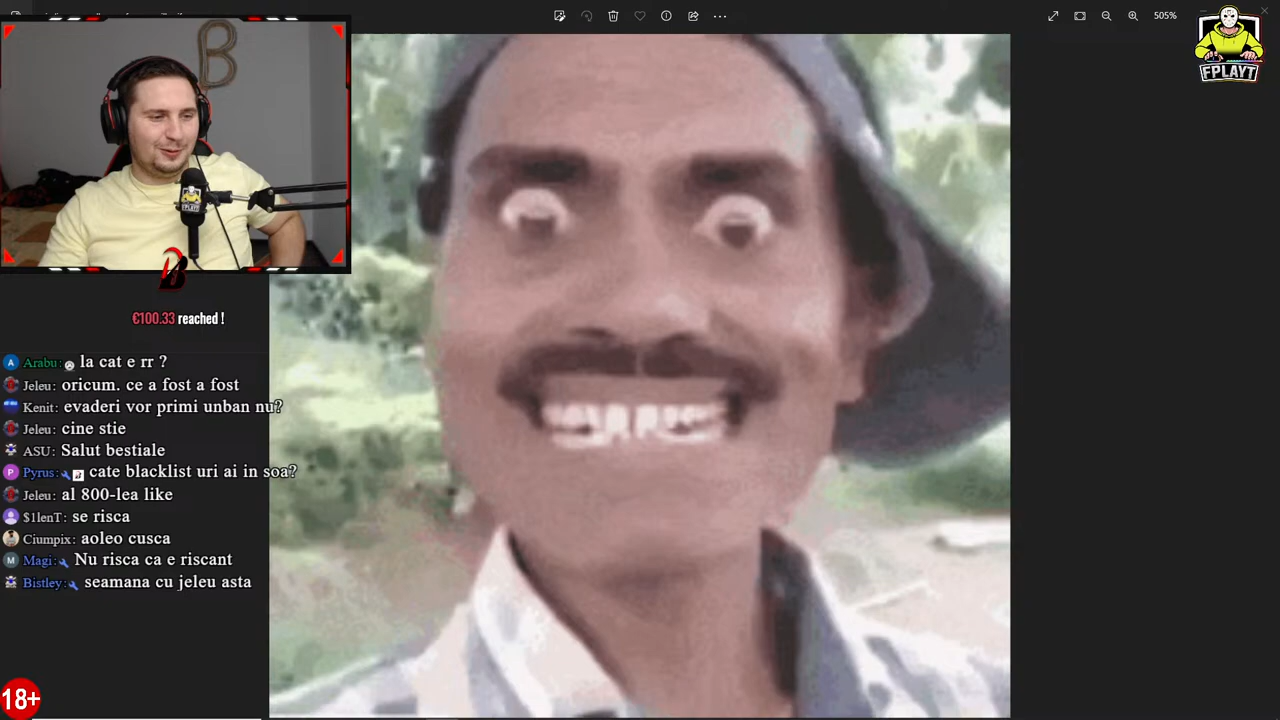 505%
FPLAYT
€100.33 reached !
Arabu: la cat e rr ?
Jeleu: oricum. ce a fost a fost
Kenit: evaderi vor primi unban nu?
Jeleu: cine stie
ASU: Salut bestiale
Pyrus: cate blacklist uri ai in soa?
Jeleu: al 800-lea like
$1lenT: se risca
Ciumpix: aoleo cusca
Magi: Nu risca ca e riscant
Bistley: seamana cu jeleu asta
18+